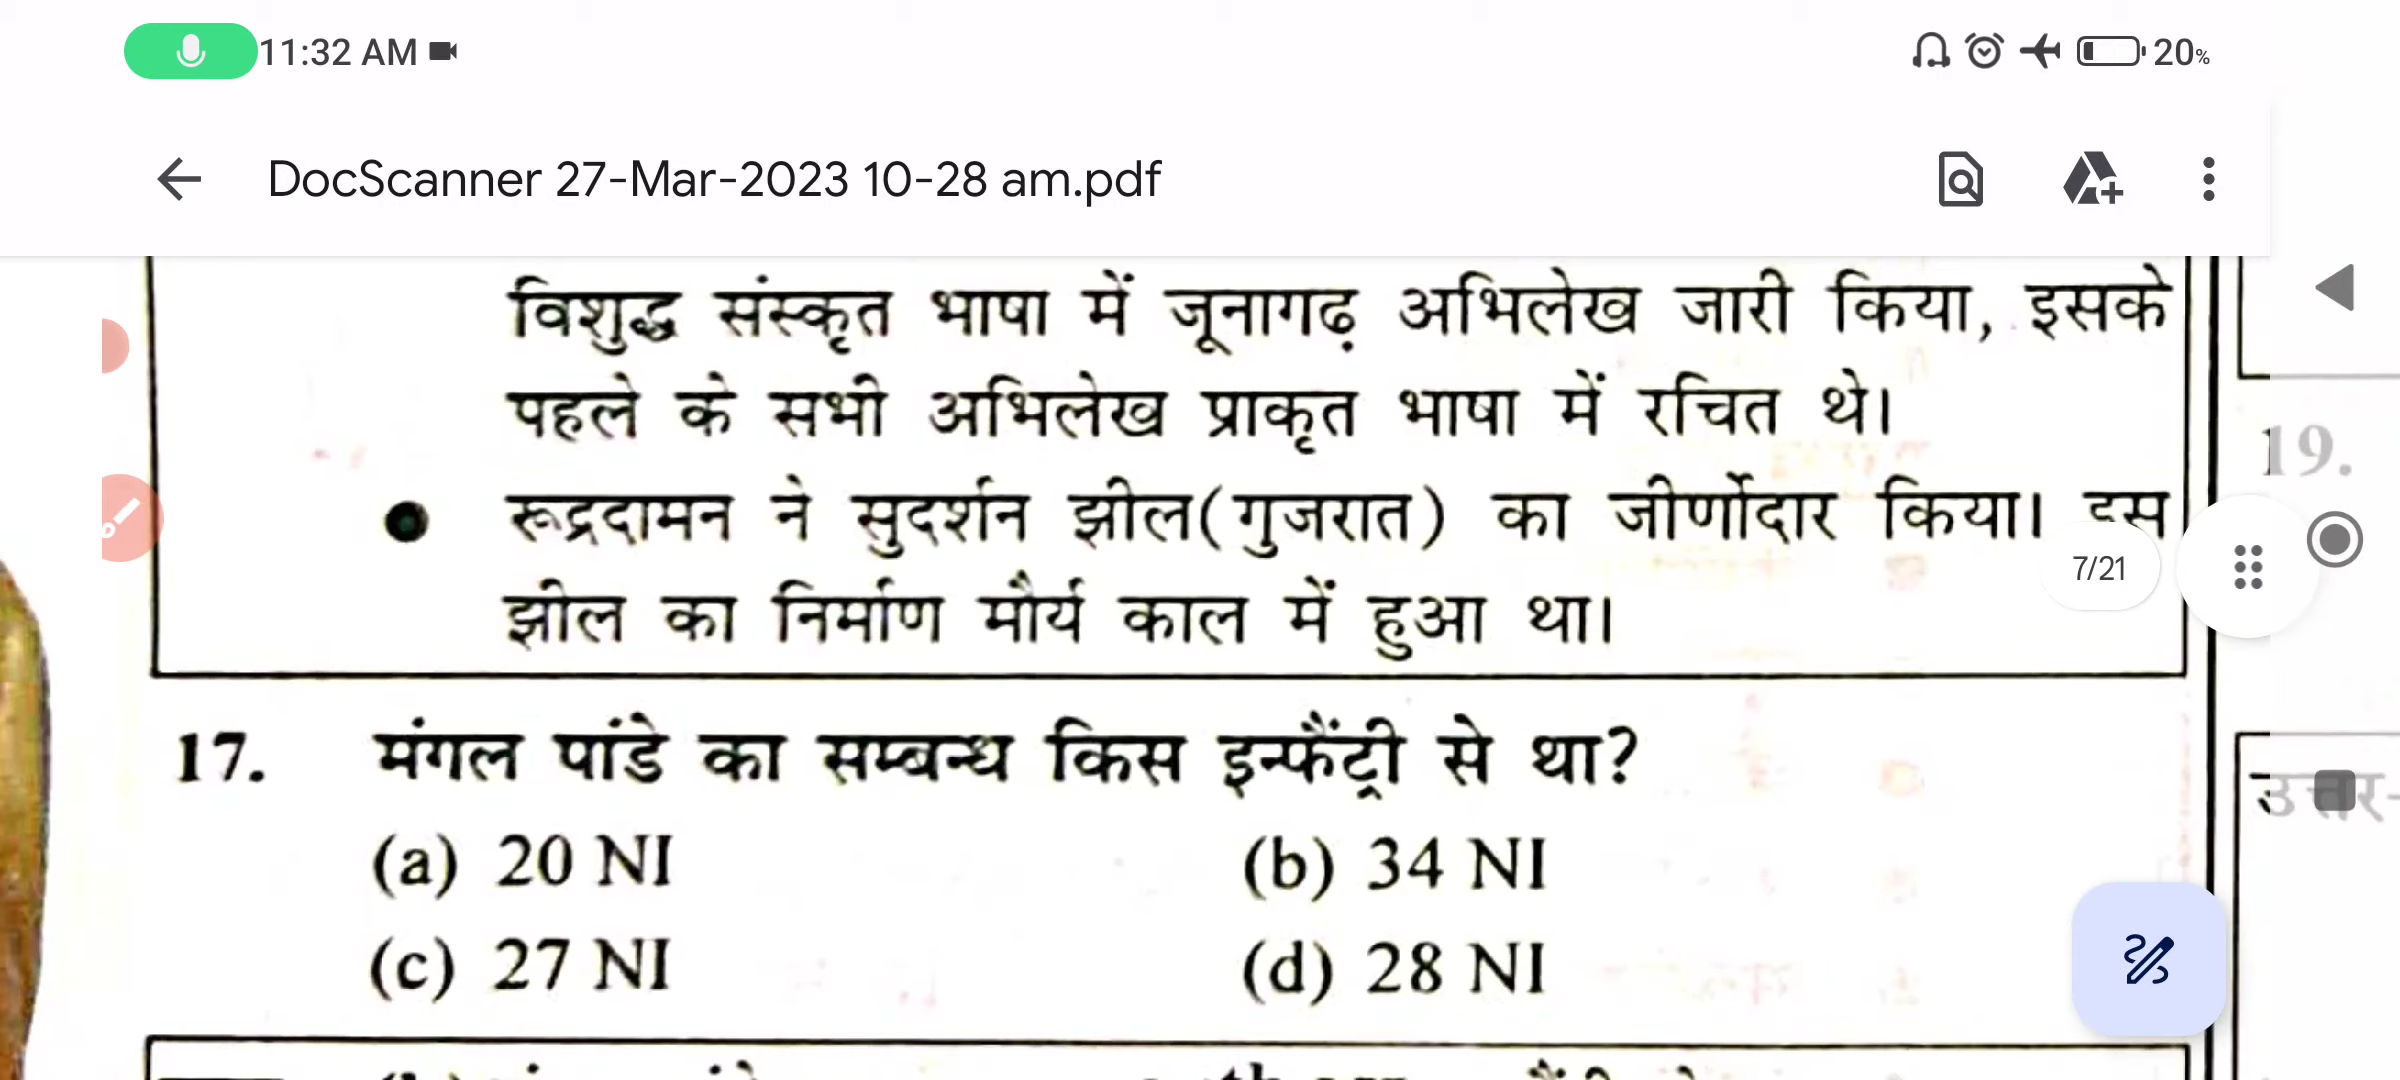 11:32 AM
20%
DocScanner 27-Mar-2023 10-28 am.pdf
विशुद्ध संस्कृत भाषा में जूनागढ़ अभिलेख जारी किया, इसके
पहले के सभी अभिलेख प्राकृत भाषा में रचित थे।
19.
● रूद्रदामन ने सुदर्शन झील(गुजरात) का जीर्णोदार किया। इस
7/21
झील का निर्माण मौर्य काल में हुआ था।
17. मंगल पांडे का सम्बन्ध किस इन्फैंट्री से था?
उत्तर-
(a) 20 NI (b) 34 NI
(c) 27 NI (d) 28 NI